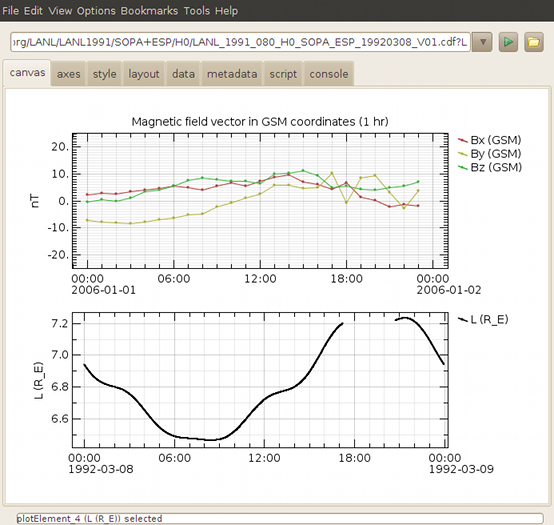 File Edit View Options Bookmarks Tools Help
org/LANL/LANL1991/SOPA+ESP/H0/LANL_1991_080_H0_SOPA_ESP_19920308_V01.cdf?L
canvas axes style layout data metadata script console
Magnetic field vector in GSM coordinates (1 hr)
20.
10.
0.0
-10.
-20.
nT
Bx (GSM)
By (GSM)
Bz (GSM)
00:00 06:00 12:00 18:00 00:00
2006-01-01 2006-01-02
7.2
7.0
6.8
6.6
L (R_E)
L (R_E)
00:00 06:00 12:00 18:00 00:00
1992-03-08 1992-03-09
plotElement_4 (L (R_E)) selected